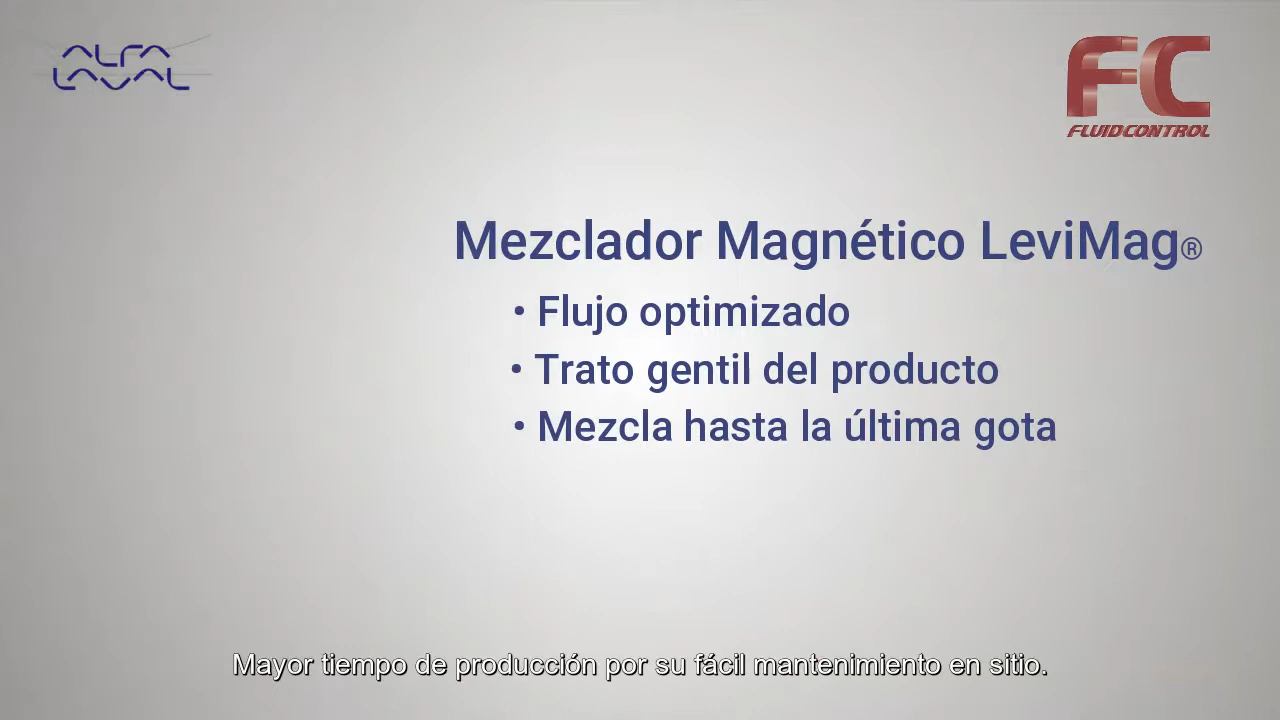 ALFA
LAVAL
FC
FLUIDCONTROL
Mezclador Magnético LeviMag®
• Flujo optimizado
• Trato gentil del producto
• Mezcla hasta la última gota
Mayor tiempo de producción por su fácil mantenimiento en sitio.